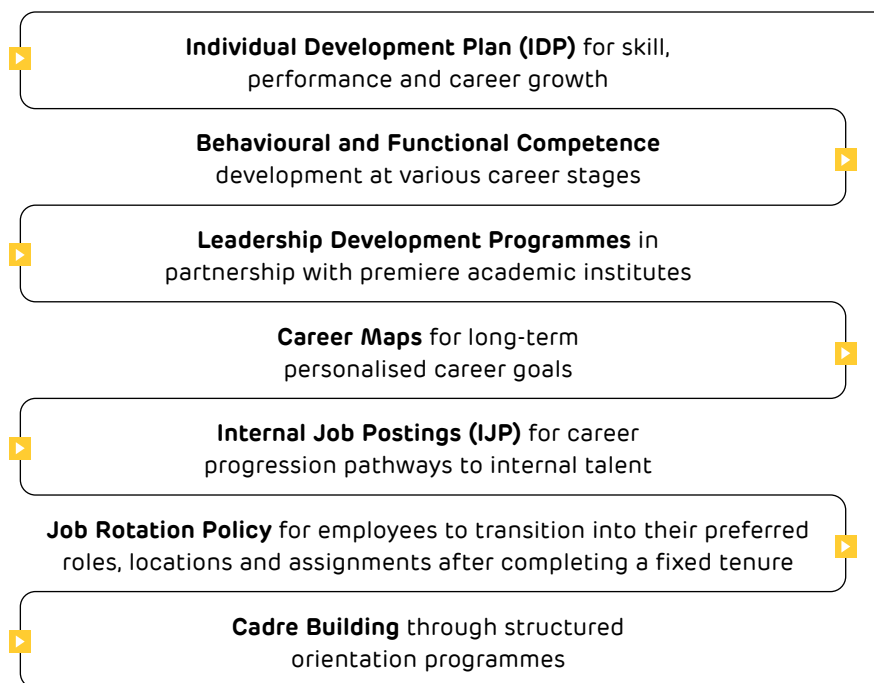 Individual Development Plan (IDP) for skill,
performance and career growth
Behavioural and Functional Competence
development at various career stages
Leadership Development Programmes in
partnership with premiere academic institutes
Career Maps for long-term
personalised career goals
Internal Job Postings (IJP) for career
progression pathways to internal talent
Job Rotation Policy for employees to transition into their preferred
roles, locations and assignments after completing a fixed tenure
Cadre Building through structured
orientation programmes